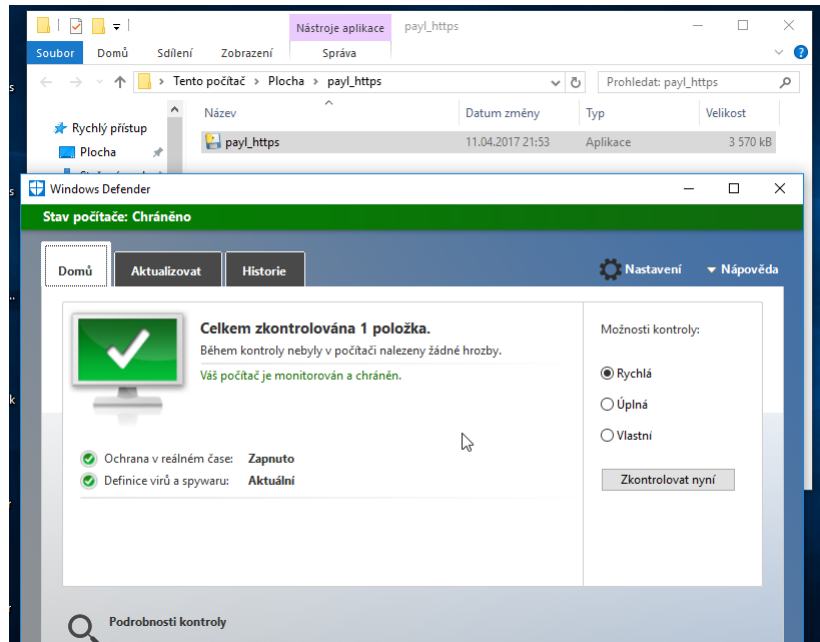 Nástroje aplikace payl_https
Soubor Domů Sdílení Zobrazení Správa
Tento počítač > Plocha > payl_https Prohledat: payl_https
Název Datum změny Typ Velikost
Rychlý přístup
payl_https 11.04.2017 21:53 Aplikace 3 570 kB
Plocha
Windows Defender
Stav počítače: Chráněno
Domů Aktualizovat Historie Nastavení Nápověda
Celkem zkontrolována 1 položka.
Během kontroly nebyly v počítači nalezeny žádné hrozby.
Váš počítač je monitorován a chráněn.
Ochrana v reálném čase: Zapnuto
Definice virů a spywaru: Aktuální
Možnosti kontroly:
Rychlá
Úplná
Vlastní
Zkontrolovat nyní
Podrobnosti kontroly